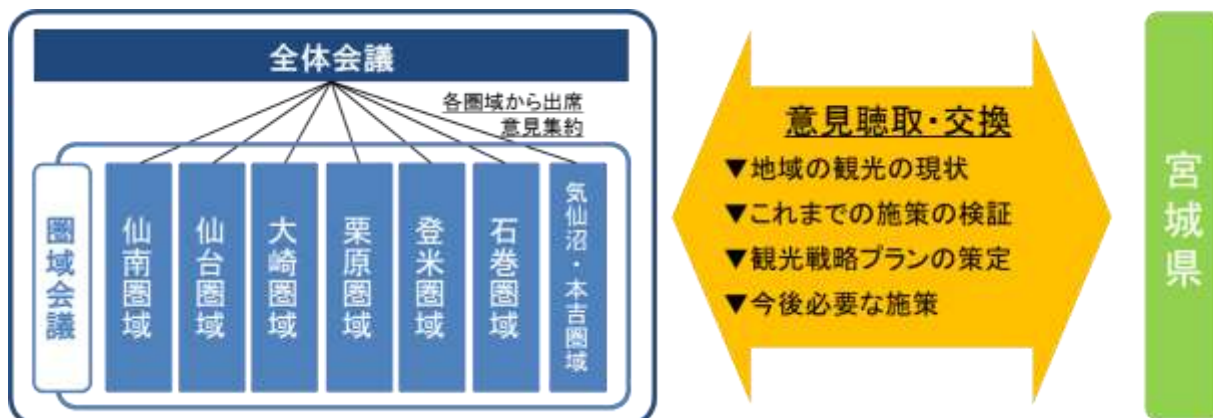 全体会議
各圏域から出席
意見集約
圏域会議
仙南圏域
仙台圏域
大崎圏域
栗原圏域
登米圏域
石巻圏域
気仙沼・本吉圏域
意見聴取・交換
▼地域の観光の現状
▼これまでの施策の検証
▼観光戦略プランの策定
▼今後必要な施策
宮城県